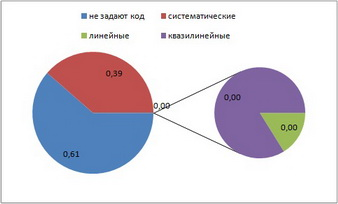 не задают код систематические
линейные квазилинейные
0,39
0,00
0,00
0,00
0,61